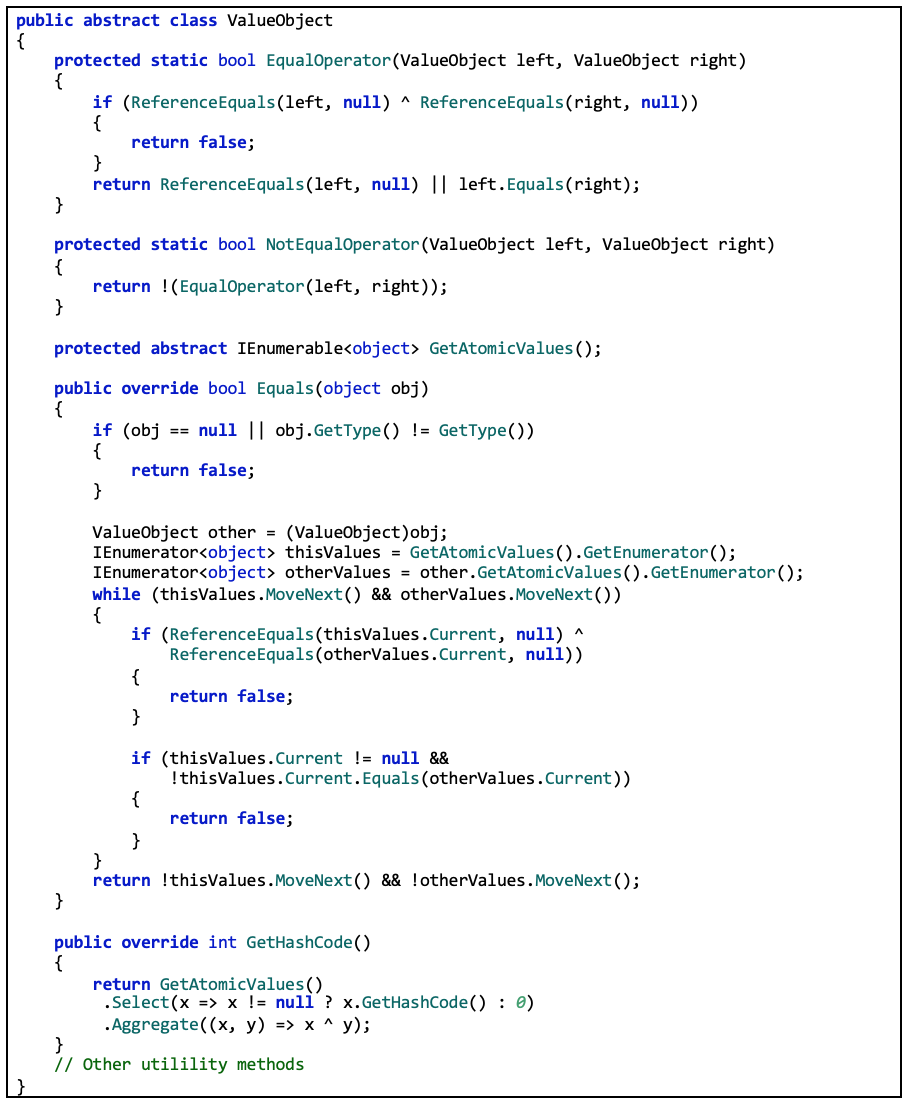 public abstract class ValueObject
{
    protected static bool EqualOperator(ValueObject left, ValueObject right)
    {
        if (ReferenceEquals(left, null) ^ ReferenceEquals(right, null))
        {
            return false;
        }
        return ReferenceEquals(left, null) || left.Equals(right);
    }

    protected static bool NotEqualOperator(ValueObject left, ValueObject right)
    {
        return !(EqualOperator(left, right));
    }

    protected abstract IEnumerable<object> GetAtomicValues();

    public override bool Equals(object obj)
    {
        if (obj == null || obj.GetType() != GetType())
        {
            return false;
        }

        ValueObject other = (ValueObject)obj;
        IEnumerator<object> thisValues = GetAtomicValues().GetEnumerator();
        IEnumerator<object> otherValues = other.GetAtomicValues().GetEnumerator();
        while (thisValues.MoveNext() && otherValues.MoveNext())
        {
            if (ReferenceEquals(thisValues.Current, null) ^
                ReferenceEquals(otherValues.Current, null))
            {
                return false;
            }

            if (thisValues.Current != null &&
                !thisValues.Current.Equals(otherValues.Current))
            {
                return false;
            }
        }
        return !thisValues.MoveNext() && !otherValues.MoveNext();
    }

    public override int GetHashCode()
    {
        return GetAtomicValues()
         .Select(x => x != null ? x.GetHashCode() : 0)
         .Aggregate((x, y) => x ^ y);
    }
    // Other utilility methods
}